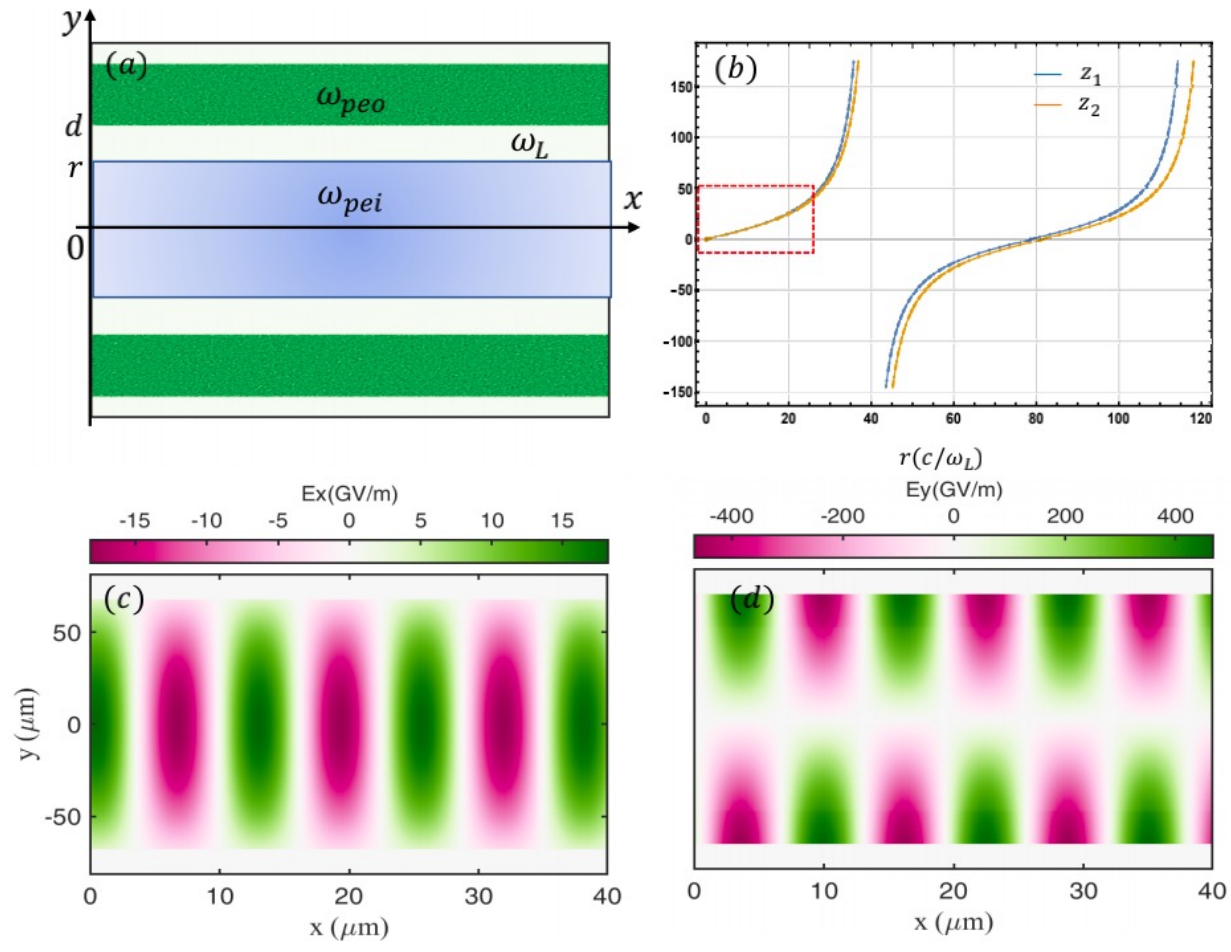 y
(a)
ω_peo
d
ω_L
r
ω_pei
x
0
(b)
z_1
z_2
150
100
50
0
-50
-100
-150
0 20 40 60 80 100 120
r(c/ω_L)
Ex(GV/m)
-15 -10 -5 0 5 10 15
(c)
50
0
-50
y (μm)
0 10 20 30 40
x (μm)
Ey(GV/m)
-400 -200 0 200 400
(d)
0 10 20 30 40
x (μm)